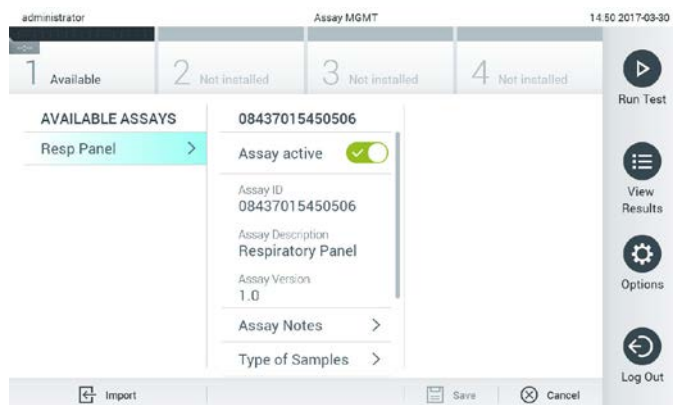 administrator Assay MGMT 14:50 2017-03-30
1 Available 2 Not installed 3 Not installed 4 Not installed
Run Test
AVAILABLE ASSAYS
Resp Panel
08437015450506
Assay active
Assay ID
08437015450506
Assay Description
Respiratory Panel
Assay Version
1.0
Assay Notes
Type of Samples
View
Results
Options
Log Out
Import Save Cancel